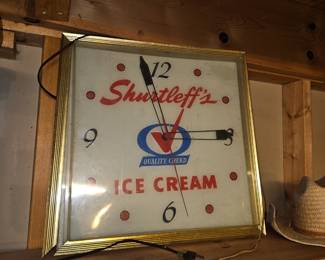 12
Shurtleff's
9
3
QUALITY CHEKD
ICE CREAM
6